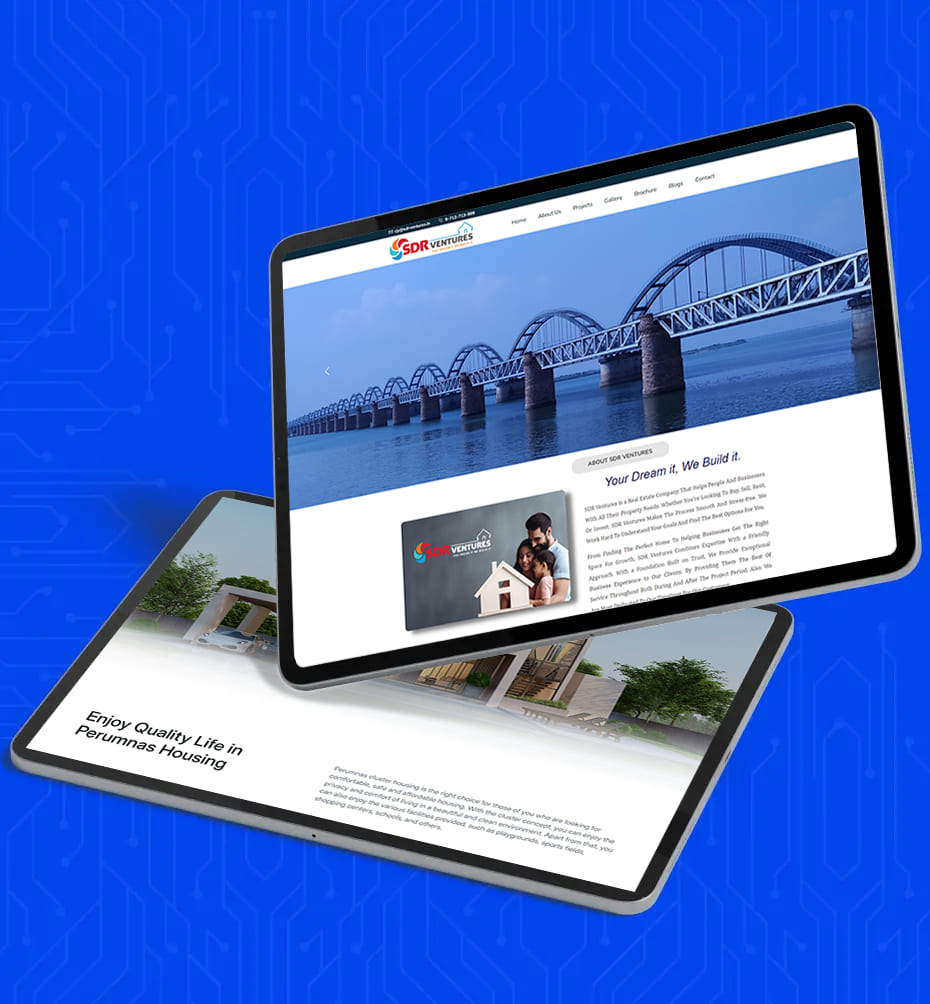 Home About Us Projects Gallery Brochure Blogs Contact
SDR VENTURES
ABOUT SDR VENTURES
Your Dream it, We Build it.
SDR Ventures is a Real Estate Company That Helps People And Businesses
With All Their Property Needs. Whether You're Looking To Buy, Sell, Rent,
Or Invest, SDR Ventures Makes The Process Smooth And Stress-free. We
Work Hard To Understand Your Goals And Find The Best Options For You.
From Finding The Perfect Home To Helping Businesses Get The Right
Space For Growth, SDR Ventures Combines Expertise With a Friendly
Approach. With a Foundation Built on Trust, We Provide Exceptional
Business Experience to Our Clients. By Providing Them The Best Of
Service Throughout Both During And After The Project Period. Also, We
SDR VENTURES
Enjoy Quality Life in
Perumnas Housing
Perumnas cluster housing is the right choice for those of you who are looking for
comfortable, safe and affordable housing. With the cluster concept, you can enjoy the
privacy and comfort of living in a beautiful and clean environment. Apart from that, you
can also enjoy the various facilities provided, such as playgrounds, sports fields,
shopping centers, schools, and others.